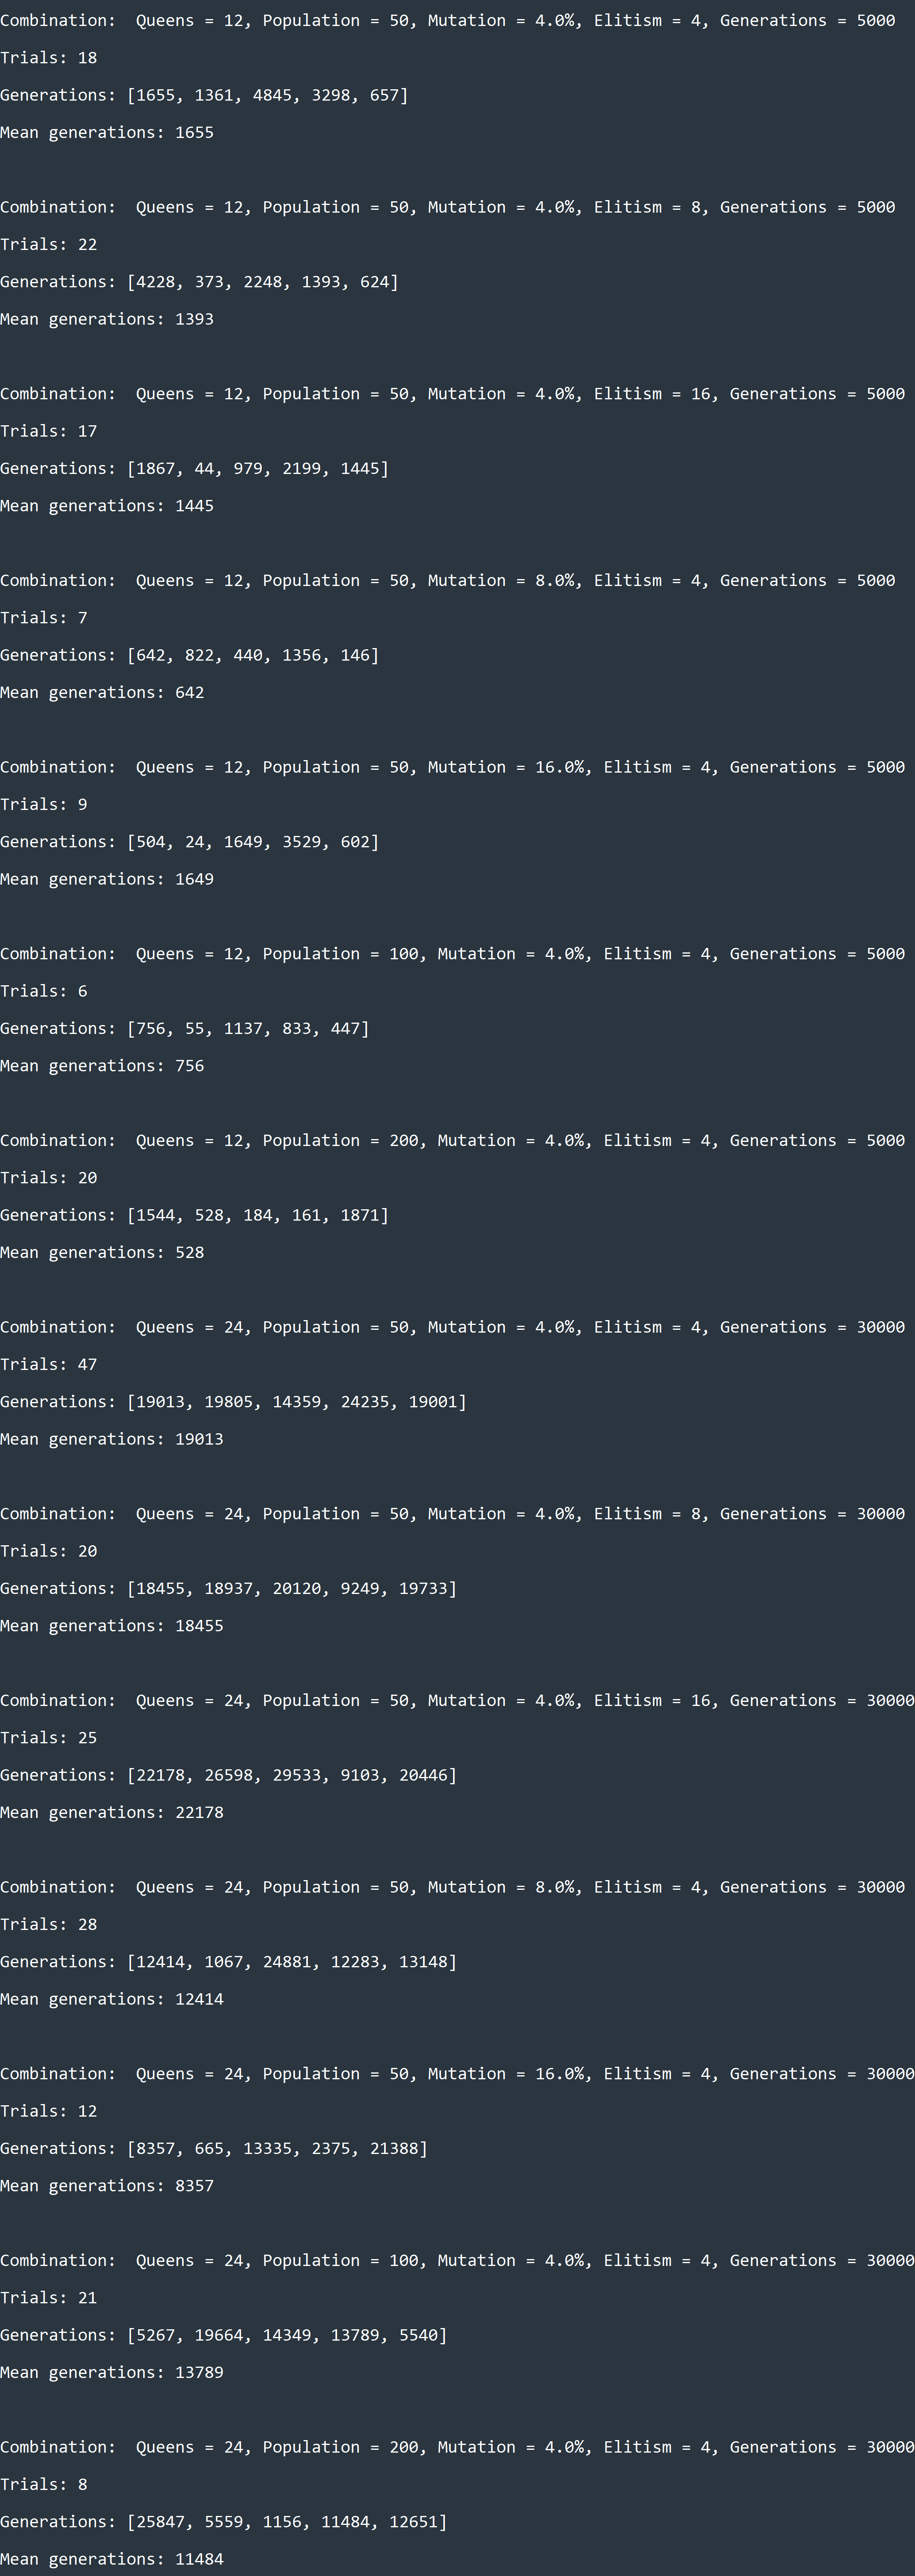 Combination:  Queens = 12, Population = 50, Mutation = 4.0%, Elitism = 4, Generations = 5000
Trials: 18
Generations: [1655, 1361, 4845, 3298, 657]
Mean generations: 1655
Combination:  Queens = 12, Population = 50, Mutation = 4.0%, Elitism = 8, Generations = 5000
Trials: 22
Generations: [4228, 373, 2248, 1393, 624]
Mean generations: 1393
Combination:  Queens = 12, Population = 50, Mutation = 4.0%, Elitism = 16, Generations = 5000
Trials: 17
Generations: [1867, 44, 979, 2199, 1445]
Mean generations: 1445
Combination:  Queens = 12, Population = 50, Mutation = 8.0%, Elitism = 4, Generations = 5000
Trials: 7
Generations: [642, 822, 440, 1356, 146]
Mean generations: 642
Combination:  Queens = 12, Population = 50, Mutation = 16.0%, Elitism = 4, Generations = 5000
Trials: 9
Generations: [504, 24, 1649, 3529, 602]
Mean generations: 1649
Combination:  Queens = 12, Population = 100, Mutation = 4.0%, Elitism = 4, Generations = 5000
Trials: 6
Generations: [756, 55, 1137, 833, 447]
Mean generations: 756
Combination:  Queens = 12, Population = 200, Mutation = 4.0%, Elitism = 4, Generations = 5000
Trials: 20
Generations: [1544, 528, 184, 161, 1871]
Mean generations: 528
Combination:  Queens = 24, Population = 50, Mutation = 4.0%, Elitism = 4, Generations = 30000
Trials: 47
Generations: [19013, 19805, 14359, 24235, 19001]
Mean generations: 19013
Combination:  Queens = 24, Population = 50, Mutation = 4.0%, Elitism = 8, Generations = 30000
Trials: 20
Generations: [18455, 18937, 20120, 9249, 19733]
Mean generations: 18455
Combination:  Queens = 24, Population = 50, Mutation = 4.0%, Elitism = 16, Generations = 30000
Trials: 25
Generations: [22178, 26598, 29533, 9103, 20446]
Mean generations: 22178
Combination:  Queens = 24, Population = 50, Mutation = 8.0%, Elitism = 4, Generations = 30000
Trials: 28
Generations: [12414, 1067, 24881, 12283, 13148]
Mean generations: 12414
Combination:  Queens = 24, Population = 50, Mutation = 16.0%, Elitism = 4, Generations = 30000
Trials: 12
Generations: [8357, 665, 13335, 2375, 21388]
Mean generations: 8357
Combination:  Queens = 24, Population = 100, Mutation = 4.0%, Elitism = 4, Generations = 30000
Trials: 21
Generations: [5267, 19664, 14349, 13789, 5540]
Mean generations: 13789
Combination:  Queens = 24, Population = 200, Mutation = 4.0%, Elitism = 4, Generations = 30000
Trials: 8
Generations: [25847, 5559, 1156, 11484, 12651]
Mean generations: 11484